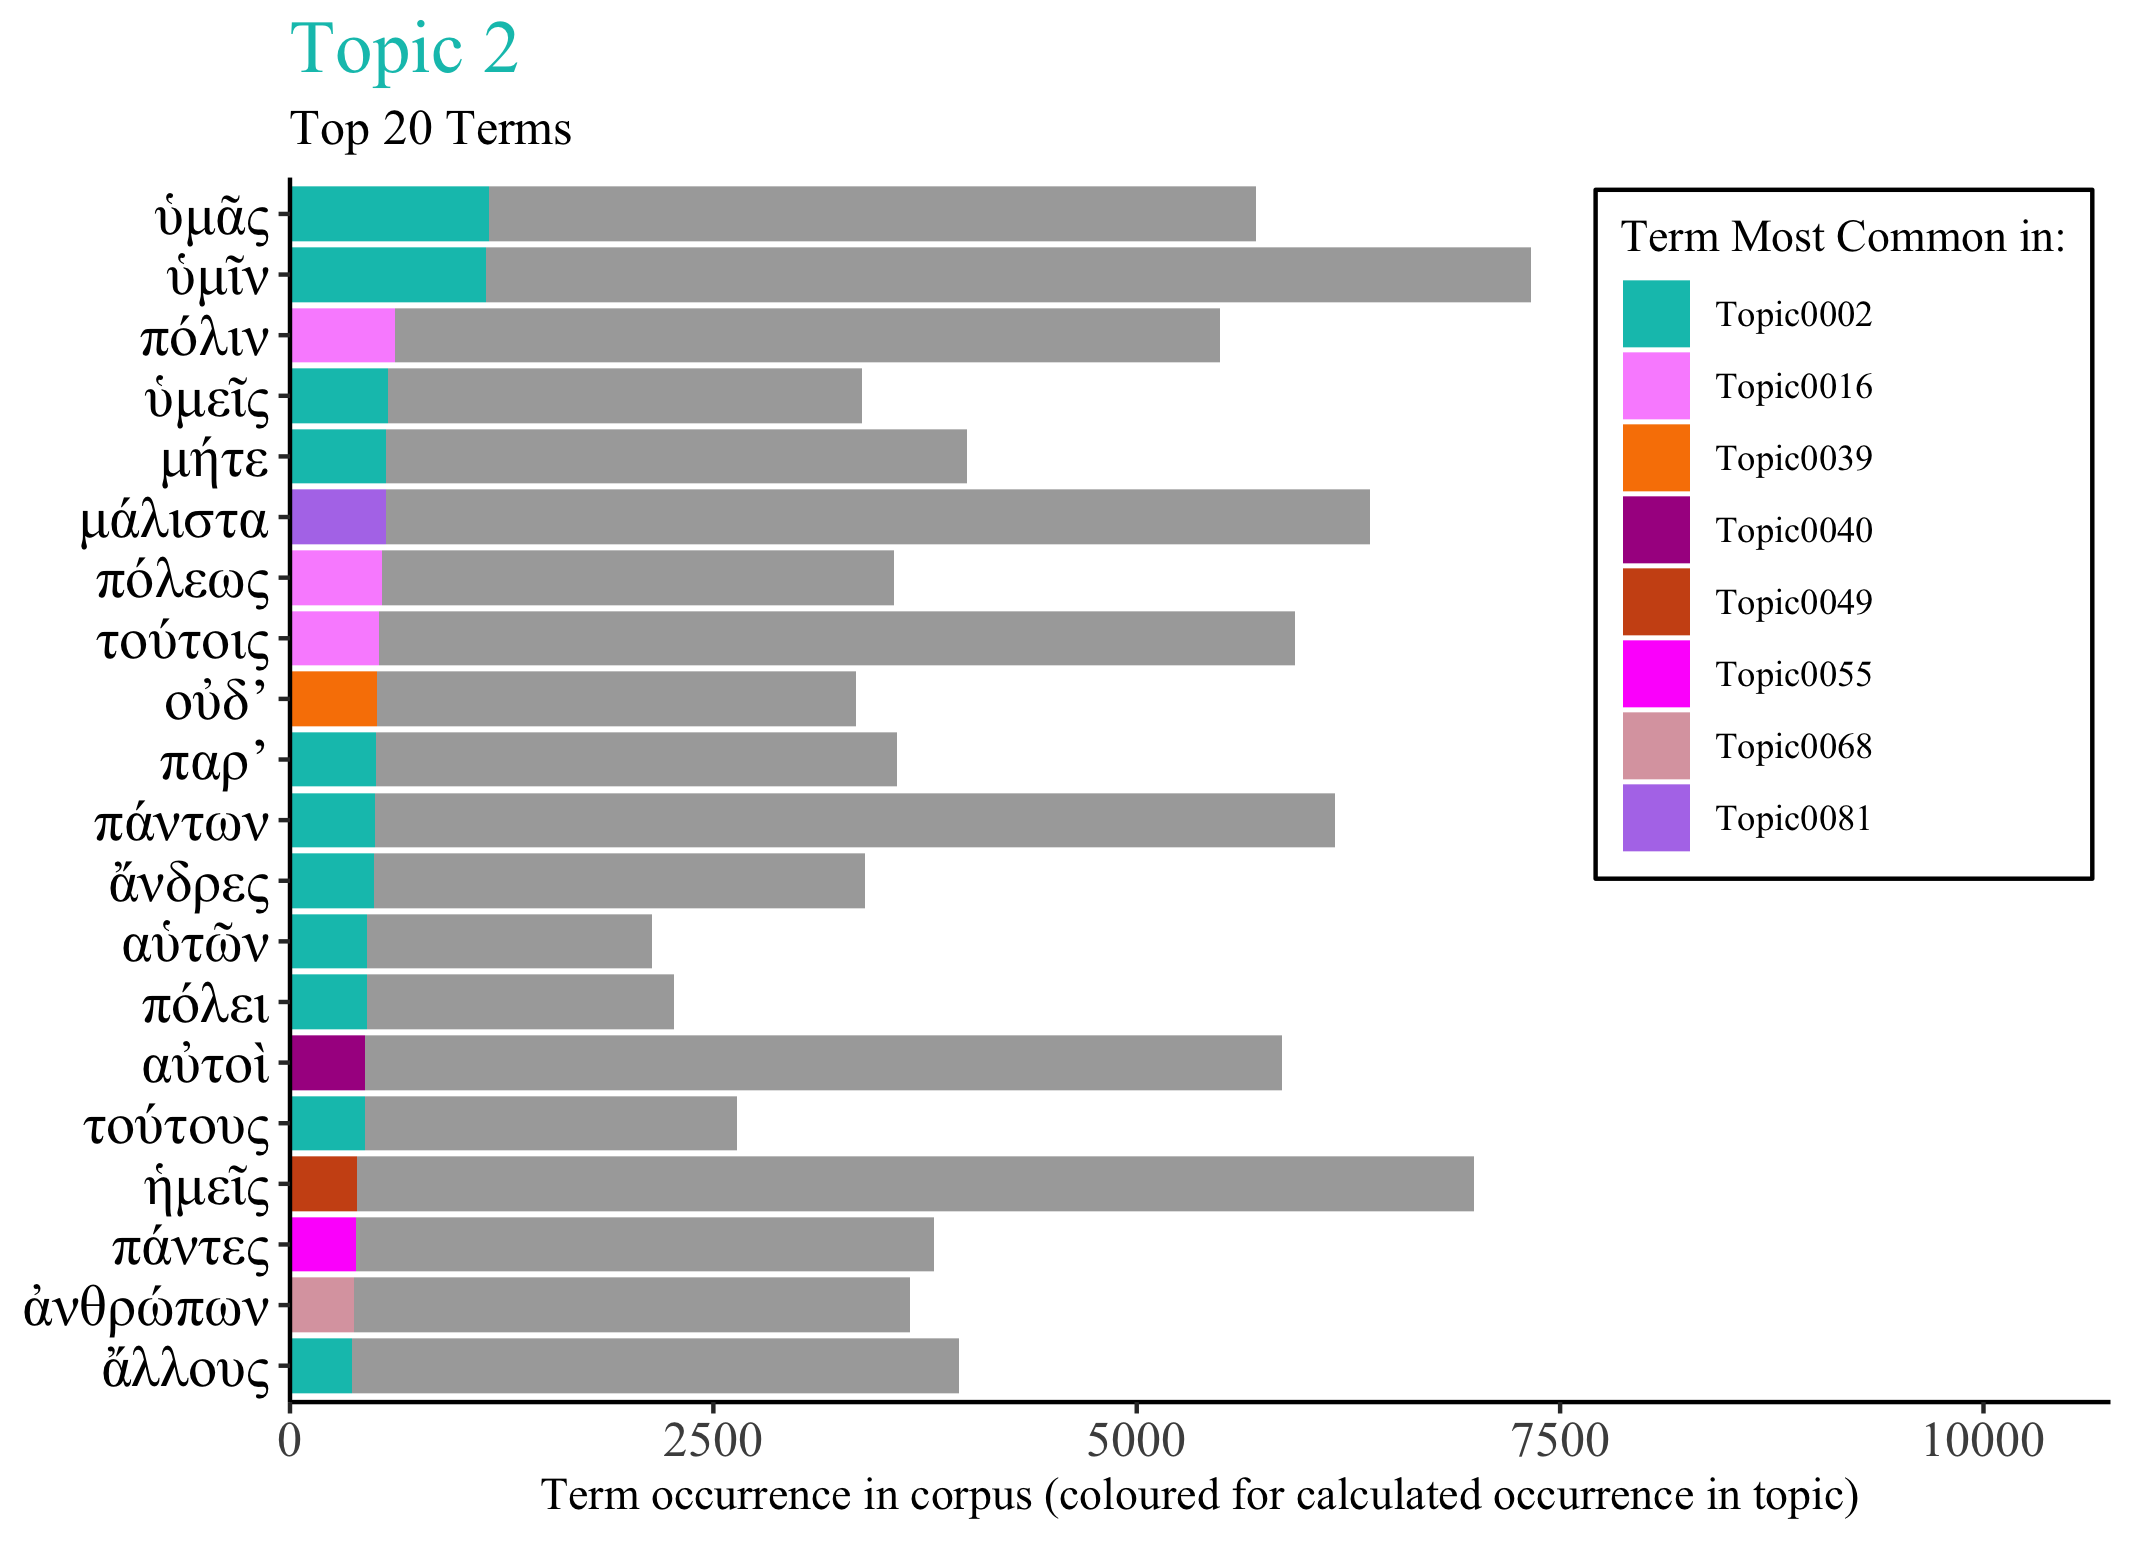 Topic 2
Top 20 Terms
ὑμᾶς
ὑμῖν
πόλιν
ὑμεῖς
μήτε
μάλιστα
πόλεως
τούτοις
οὐδ’
παρ’
πάντων
ἄνδρες
αὑτῶν
πόλει
αὐτοὶ
τούτους
ἡμεῖς
πάντες
ἀνθρώπων
ἄλλους
0 2500 5000 7500 10000
Term occurrence in corpus (coloured for calculated occurrence in topic)
Term Most Common in:
Topic0002
Topic0016
Topic0039
Topic0040
Topic0049
Topic0055
Topic0068
Topic0081